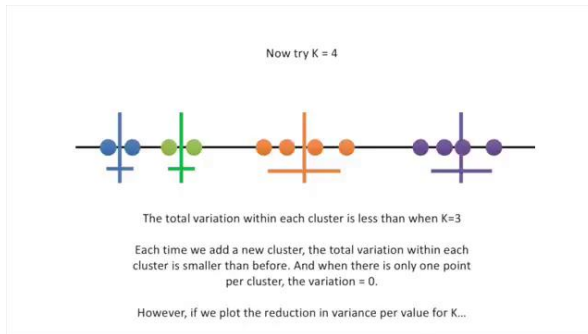 Now try K = 4
The total variation within each cluster is less than when K=3
Each time we add a new cluster, the total variation within each
cluster is smaller than before. And when there is only one point
per cluster, the variation = 0.
However, if we plot the reduction in variance per value for K...